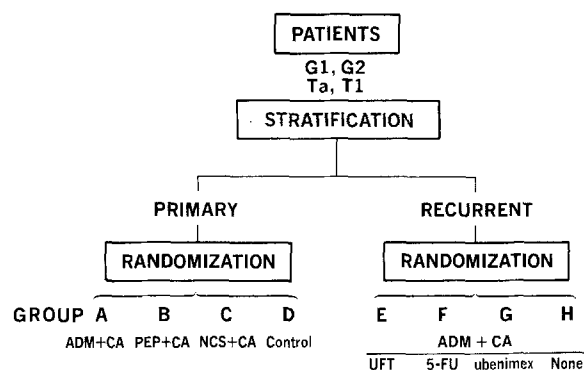 PATIENTS
G1, G2
Ta, T1
STRATIFICATION
PRIMARY RECURRENT
RANDOMIZATION RANDOMIZATION
GROUP A B C D E F G H
ADM+CA PEP+CA NCS+CA Control ADM + CA
UFT 5-FU ubenimex None